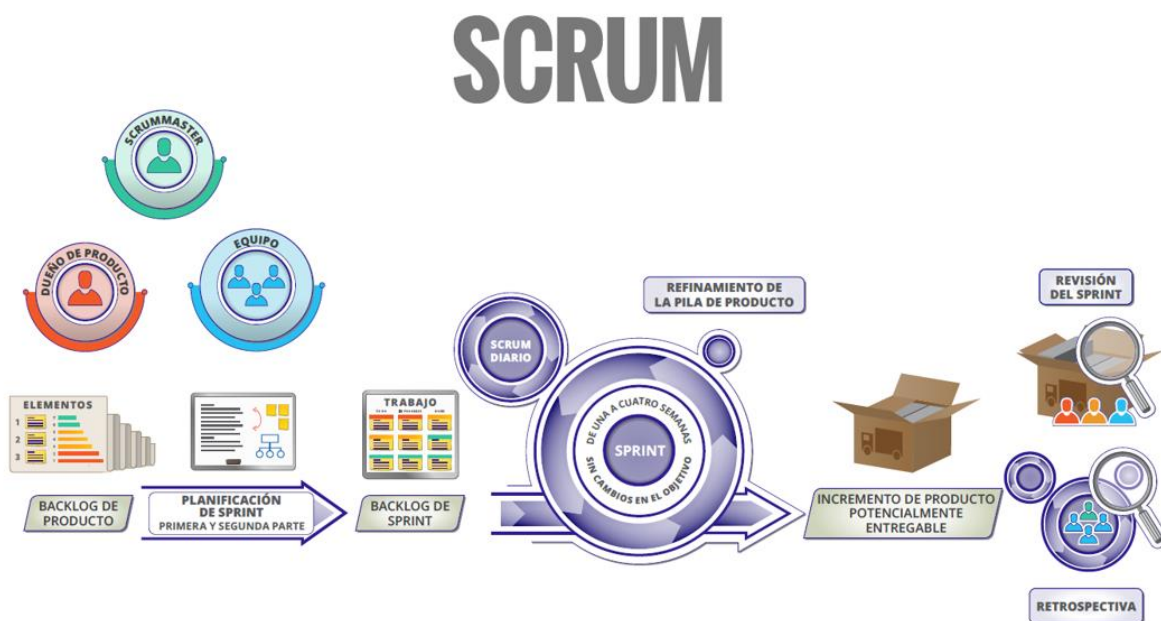 SCRUM
SCRUMMASTER
DUEÑO DE PRODUCTO
EQUIPO
REFINAMIENTO DE
LA PILA DE PRODUCTO
REVISIÓN
DEL SPRINT
SCRUM
DIARIO
ELEMENTOS
1
2
3
TRABAJO
DE UNA A CUATRO SEMANAS
SPRINT
SIN CAMBIOS EN EL OBJETIVO
BACKLOG DE
PRODUCTO
PLANIFICACIÓN
DE SPRINT
PRIMERA Y SEGUNDA PARTE
BACKLOG DE
SPRINT
INCREMENTO DE PRODUCTO
POTENCIALMENTE
ENTREGABLE
RETROSPECTIVA